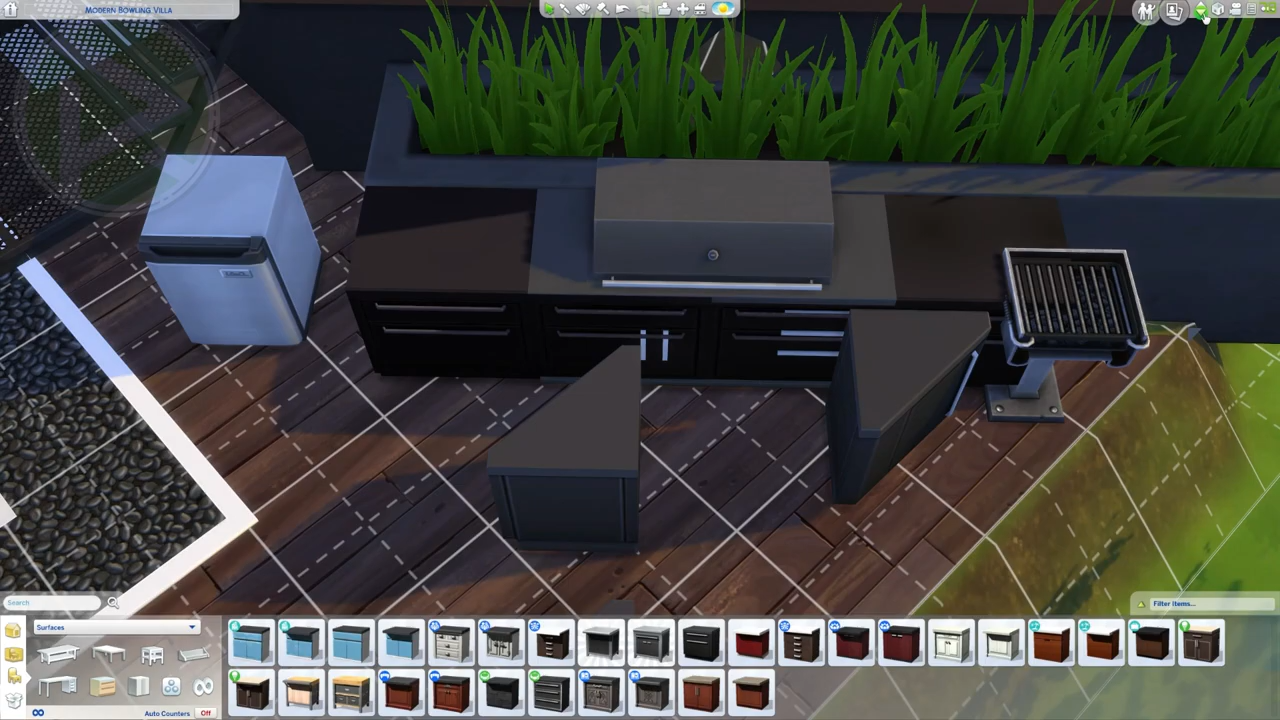 Modern Bowling Villa
Search
Filter Items...
Surfaces
Auto Counters Off